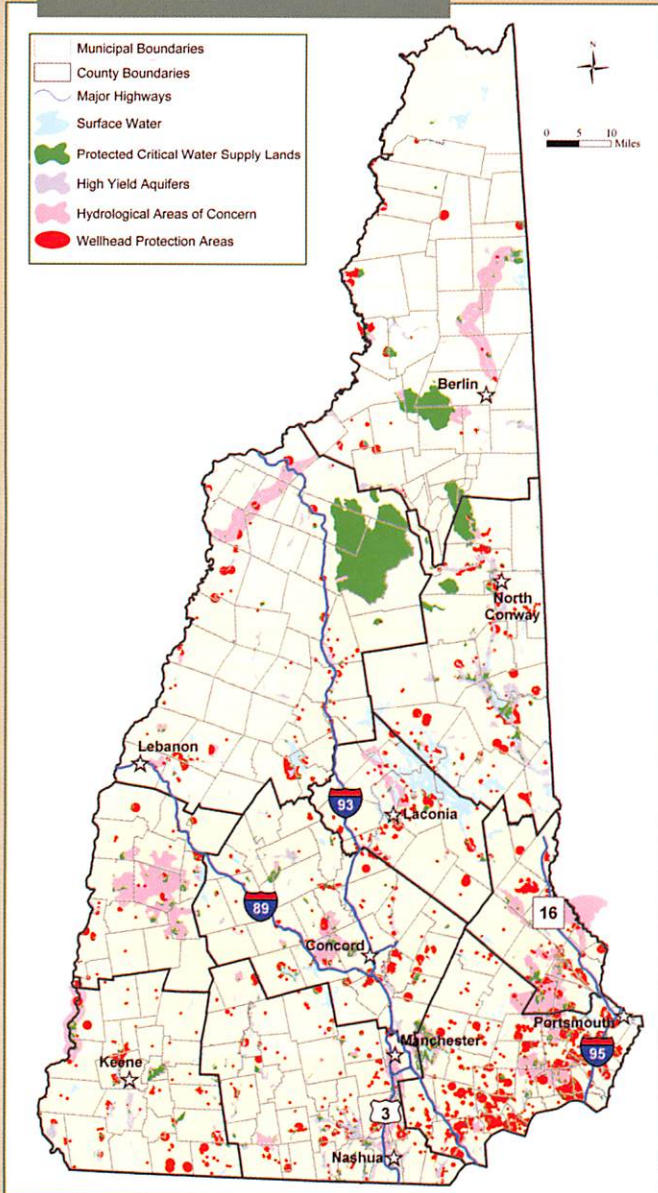 Municipal Boundaries
County Boundaries
Major Highways
Surface Water
Protected Critical Water Supply Lands
High Yield Aquifers
Hydrological Areas of Concern
Wellhead Protection Areas
N
0 5 10
Miles
Berlin
North
Conway
Lebanon
93
Laconia
89
16
Concord
Portsmouth
Manchester
95
Keene
3
Nashua